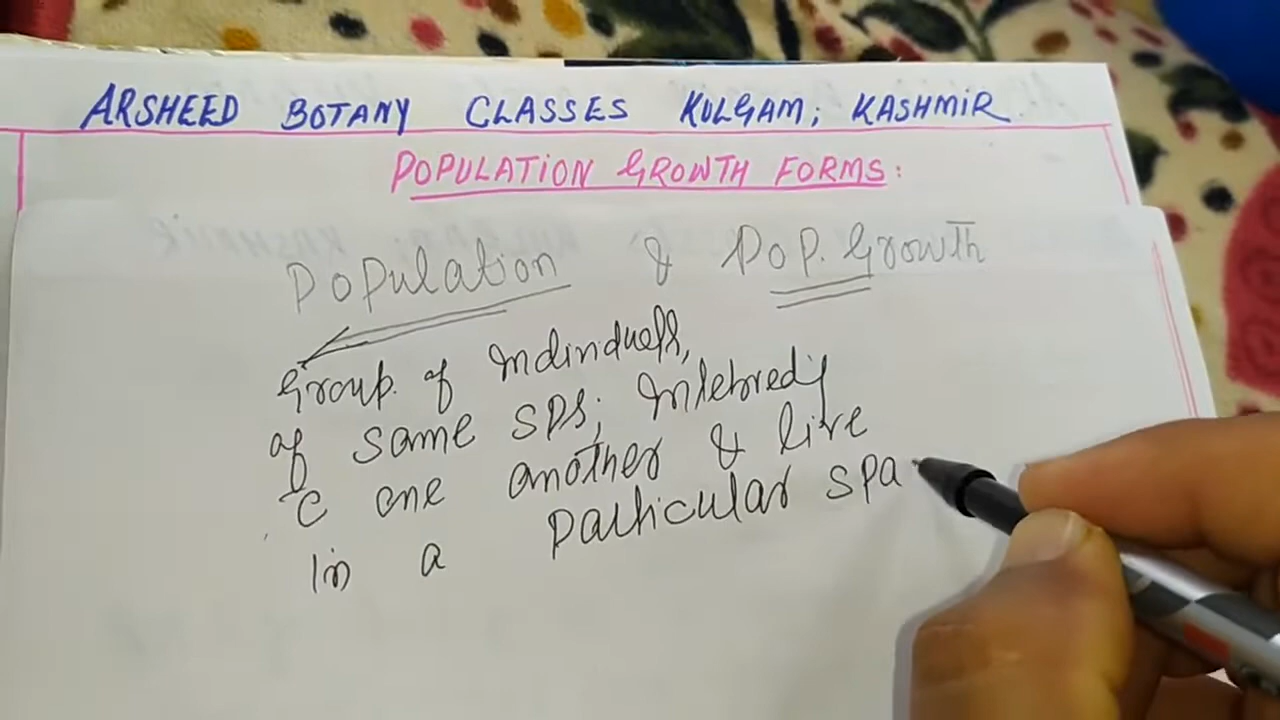 ARSHEED BOTANY CLASSES KULGAM; KASHMIR.
POPULATION GROWTH FORMS:
Population & Pop. Growth
Group. of Individuals,
of same SPS; Interbredig
C one another & live
In a particular spa